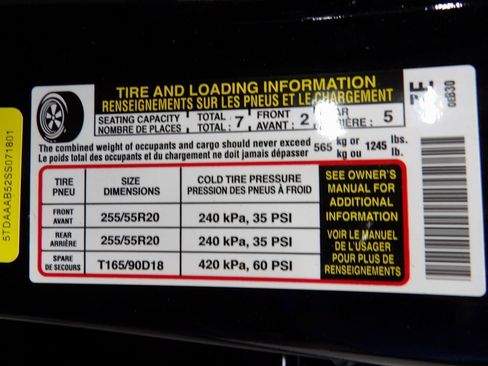 TIRE AND LOADING INFORMATION
RENSEIGNEMENTS SUR LES PNEUS ET LE CHARGEMENT
SEATING CAPACITY TOTAL : 7 FRONT 2 REAR 5
NOMBRE DE PLACES TOTAL : AVANT : ARRIÈRE :
The combined weight of occupants and cargo should never exceed 565 kg or 1245 lbs.
Le poids total des occupants et du chargement ne doit jamais dépasser kg ou lb.
TIRE SIZE COLD TIRE PRESSURE
PNEU DIMENSIONS PRESSION DES PNEUS À FROID
FRONT
AVANT 255/55R20 240 kPa, 35 PSI
REAR
ARRIÈRE 255/55R20 240 kPa, 35 PSI
SPARE
DE SECOURS T165/90D18 420 kPa, 60 PSI
SEE OWNER'S
MANUAL FOR
ADDITIONAL
INFORMATION
VOIR LE MANUEL
DE L'USAGER
POUR PLUS DE
RENSEIGNEMENTS
0EB30
5TDAAAB52SS071801